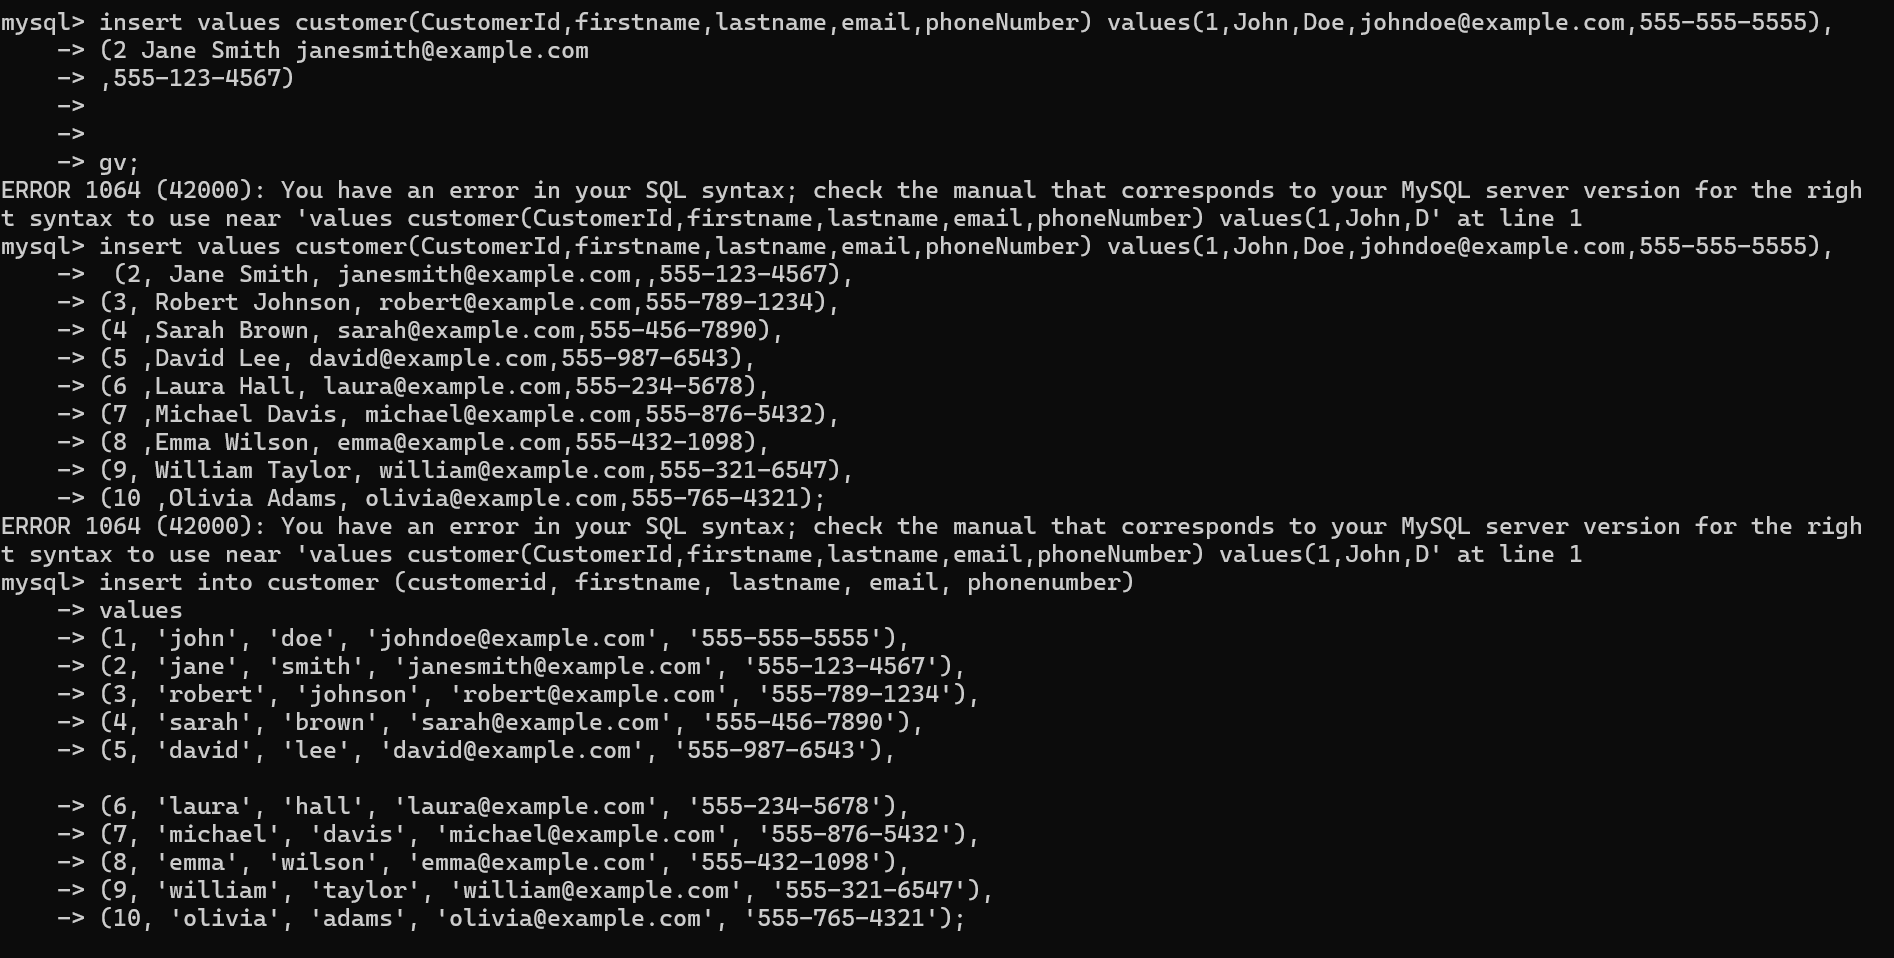 mysql> insert values customer(CustomerId,firstname,lastname,email,phoneNumber) values(1,John,Doe,johndoe@example.com,555-555-5555),
    -> (2 Jane Smith janesmith@example.com
    -> ,555-123-4567)
    ->
    ->
    -> gv;
ERROR 1064 (42000): You have an error in your SQL syntax; check the manual that corresponds to your MySQL server version for the righ
t syntax to use near 'values customer(CustomerId,firstname,lastname,email,phoneNumber) values(1,John,D' at line 1
mysql> insert values customer(CustomerId,firstname,lastname,email,phoneNumber) values(1,John,Doe,johndoe@example.com,555-555-5555),
    ->  (2, Jane Smith, janesmith@example.com,,555-123-4567),
    -> (3, Robert Johnson, robert@example.com,555-789-1234),
    -> (4 ,Sarah Brown, sarah@example.com,555-456-7890),
    -> (5 ,David Lee, david@example.com,555-987-6543),
    -> (6 ,Laura Hall, laura@example.com,555-234-5678),
    -> (7 ,Michael Davis, michael@example.com,555-876-5432),
    -> (8 ,Emma Wilson, emma@example.com,555-432-1098),
    -> (9, William Taylor, william@example.com,555-321-6547),
    -> (10 ,Olivia Adams, olivia@example.com,555-765-4321);
ERROR 1064 (42000): You have an error in your SQL syntax; check the manual that corresponds to your MySQL server version for the righ
t syntax to use near 'values customer(CustomerId,firstname,lastname,email,phoneNumber) values(1,John,D' at line 1
mysql> insert into customer (customerid, firstname, lastname, email, phonenumber)
    -> values
    -> (1, 'john', 'doe', 'johndoe@example.com', '555-555-5555'),
    -> (2, 'jane', 'smith', 'janesmith@example.com', '555-123-4567'),
    -> (3, 'robert', 'johnson', 'robert@example.com', '555-789-1234'),
    -> (4, 'sarah', 'brown', 'sarah@example.com', '555-456-7890'),
    -> (5, 'david', 'lee', 'david@example.com', '555-987-6543'),
    -> (6, 'laura', 'hall', 'laura@example.com', '555-234-5678'),
    -> (7, 'michael', 'davis', 'michael@example.com', '555-876-5432'),
    -> (8, 'emma', 'wilson', 'emma@example.com', '555-432-1098'),
    -> (9, 'william', 'taylor', 'william@example.com', '555-321-6547'),
    -> (10, 'olivia', 'adams', 'olivia@example.com', '555-765-4321');